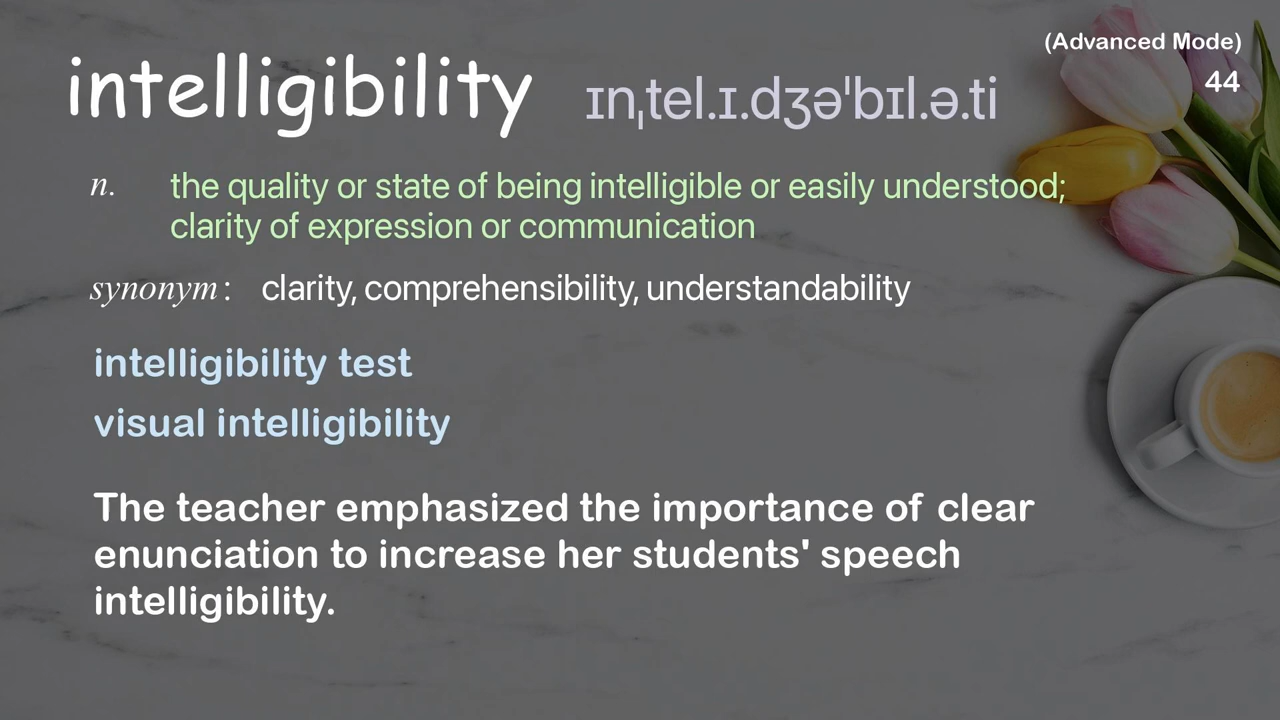 (Advanced Mode)
intelligibility ɪnˌtel.ɪ.dʒəˈbɪl.ə.ti
44
n. the quality or state of being intelligible or easily understood;
clarity of expression or communication
synonym : clarity, comprehensibility, understandability
intelligibility test
visual intelligibility
The teacher emphasized the importance of clear
enunciation to increase her students' speech
intelligibility.